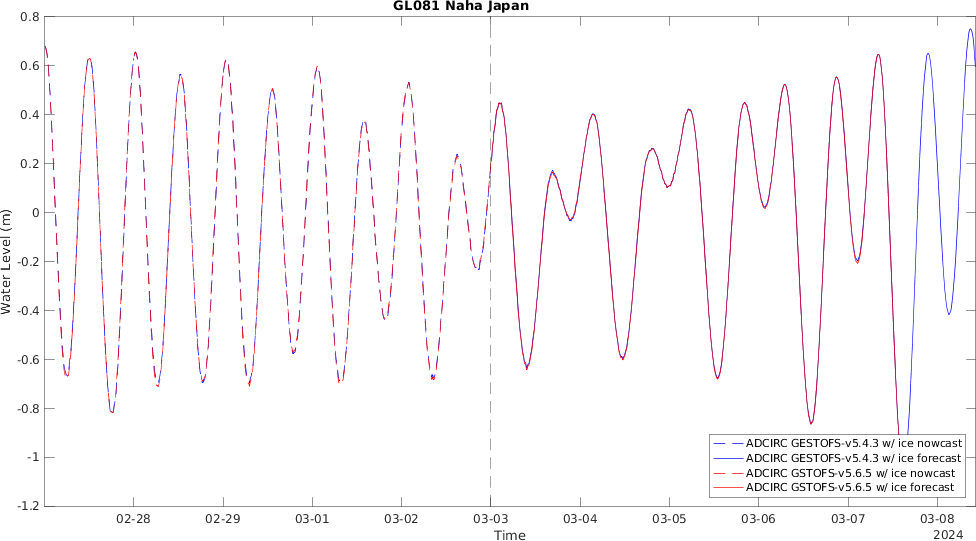 GL081 Naha Japan
0.8
0.6
0.4
0.2
0
-0.2
-0.4
-0.6
-0.8
-1
-1.2
Water Level (m)
ADCIRC GESTOFS-v5.4.3 w/ ice nowcast
ADCIRC GESTOFS-v5.4.3 w/ ice forecast
ADCIRC GSTOFS-v5.6.5 w/ ice nowcast
ADCIRC GSTOFS-v5.6.5 w/ ice forecast
02-28 02-29 03-01 03-02 03-03 03-04 03-05 03-06 03-07 03-08
Time 2024